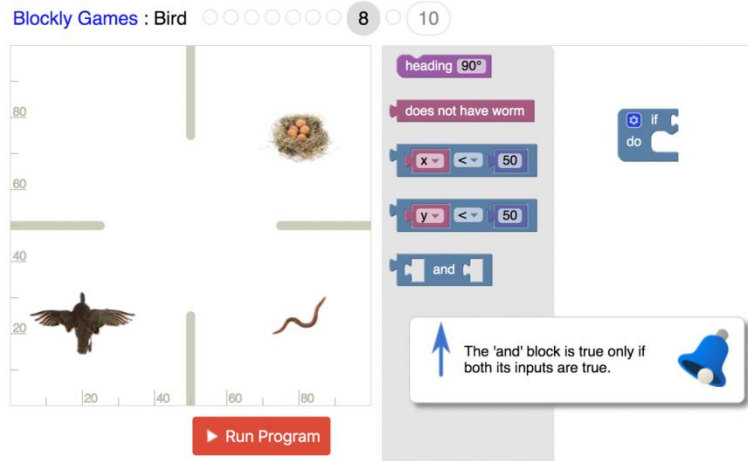 Blockly Games : Bird 8 10
80
60
40
20
20 40 60 80
Run Program
heading 90°
does not have worm
x < 50
y < 50
and
if
do
The 'and' block is true only if
both its inputs are true.